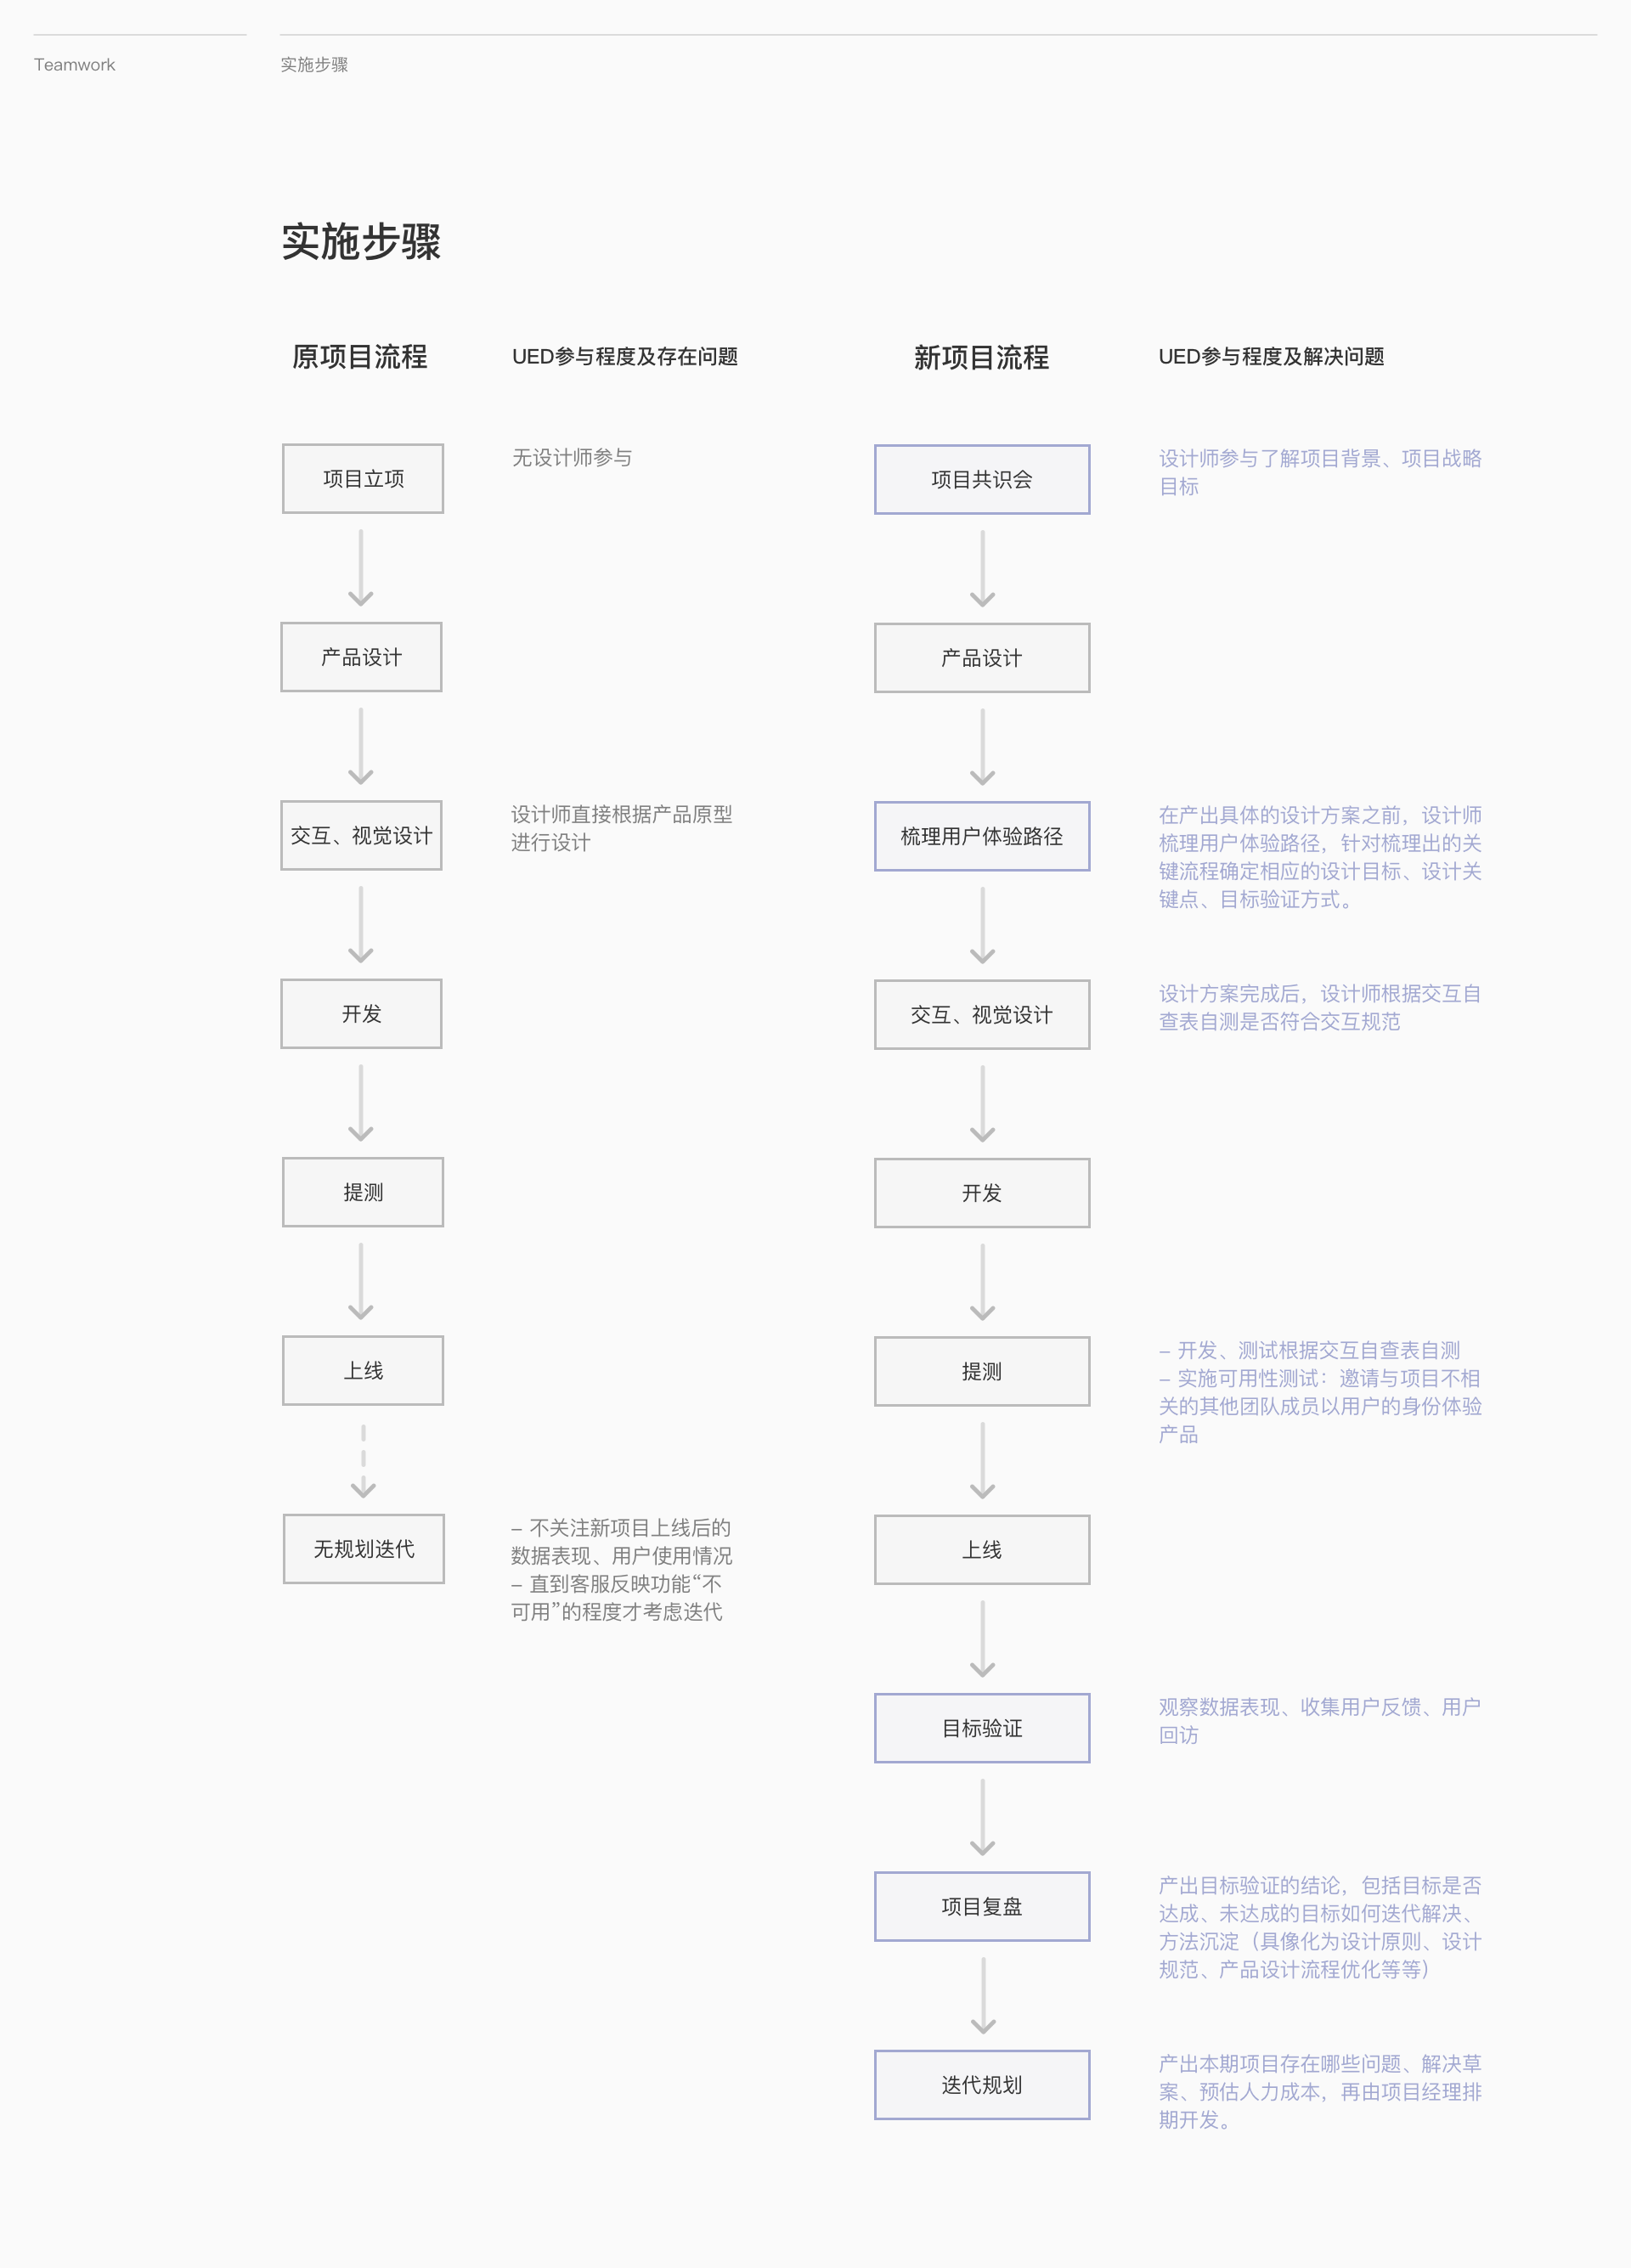 Teamwork
实施步骤
实施步骤
原项目流程
UED参与程度及存在问题
新项目流程
UED参与程度及解决问题
项目立项
无设计师参与
项目共识会
设计师参与了解项目背景、项目战略
目标
产品设计
产品设计
交互、视觉设计
设计师直接根据产品原型
进行设计
梳理用户体验路径
在产出具体的设计方案之前，设计师
梳理用户体验路径，针对梳理出的关
键流程确定相应的设计目标、设计关
键点、目标验证方式。
开发
交互、视觉设计
设计方案完成后，设计师根据交互自
查表自测是否符合交互规范
提测
开发
上线
提测
– 开发、测试根据交互自查表自测
– 实施可用性测试：邀请与项目不相
关的其他团队成员以用户的身份体验
产品
无规划迭代
– 不关注新项目上线后的
数据表现、用户使用情况
– 直到客服反映功能“不
可用”的程度才考虑迭代
上线
目标验证
观察数据表现、收集用户反馈、用户
回访
项目复盘
产出目标验证的结论，包括目标是否
达成、未达成的目标如何迭代解决、
方法沉淀（具像化为设计原则、设计
规范、产品设计流程优化等等）
迭代规划
产出本期项目存在哪些问题、解决草
案、预估人力成本，再由项目经理排
期开发。